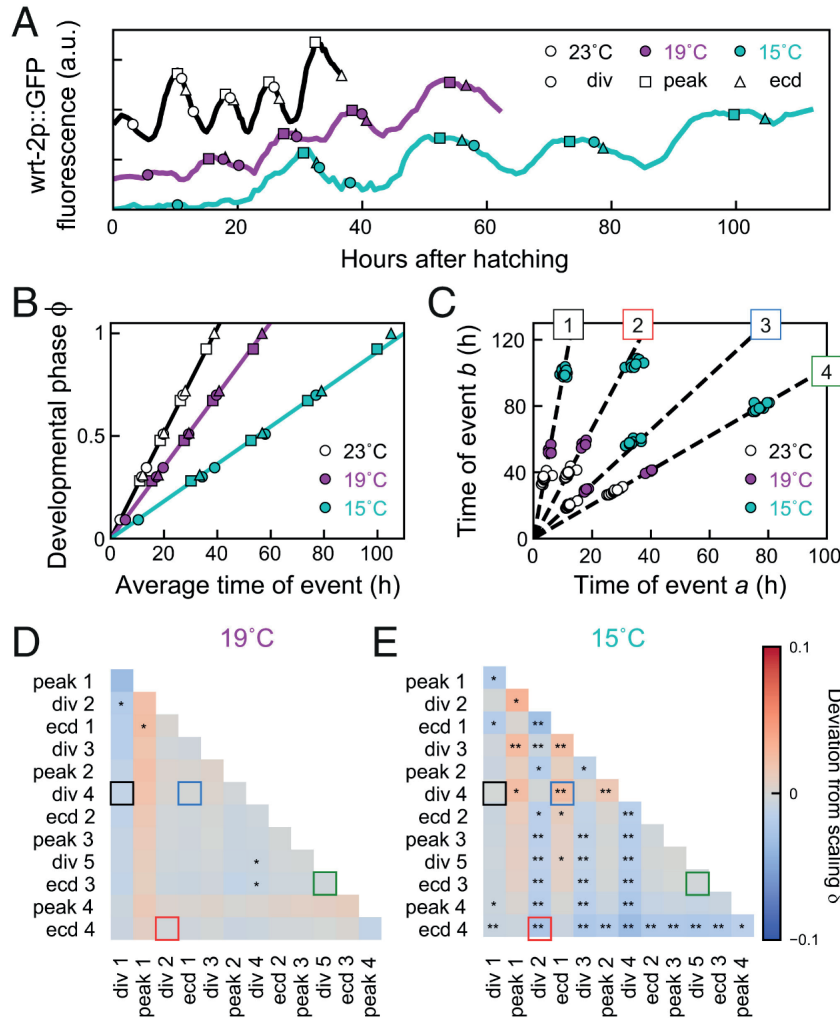 A
wrt-2p::GFP
fluorescence (a.u.)
23°C 19°C 15°C
div peak ecd
0 20 40 60 80 100
Hours after hatching
B
Developmental phase ϕ
1
0.5
0
23°C
19°C
15°C
0 20 40 60 80 100
Average time of event (h)
C
Time of event b (h)
1 2 3 4
120
80
40
0
23°C
19°C
15°C
0 20 40 60 80 100
Time of event a (h)
D
19°C
peak 1
div 2 *
ecd 1 *
div 3
peak 2
div 4
ecd 2
peak 3
div 5 *
ecd 3 *
peak 4
ecd 4
div 1 peak 1 div 2 ecd 1 div 3 peak 2 div 4 ecd 2 peak 3 div 5 ecd 3 peak 4
E
15°C
peak 1 *
div 2 *
ecd 1 * **
div 3 ** ** **
peak 2 * *
div 4 * ** **
ecd 2 * * **
peak 3 ** ** **
div 5 ** * ** **
ecd 3 ** ** **
peak 4 * ** ** **
ecd 4 ** ** ** ** ** ** ** ** *
div 1 peak 1 div 2 ecd 1 div 3 peak 2 div 4 ecd 2 peak 3 div 5 ecd 3 peak 4
0.1
0
−0.1
Deviation from scaling δ